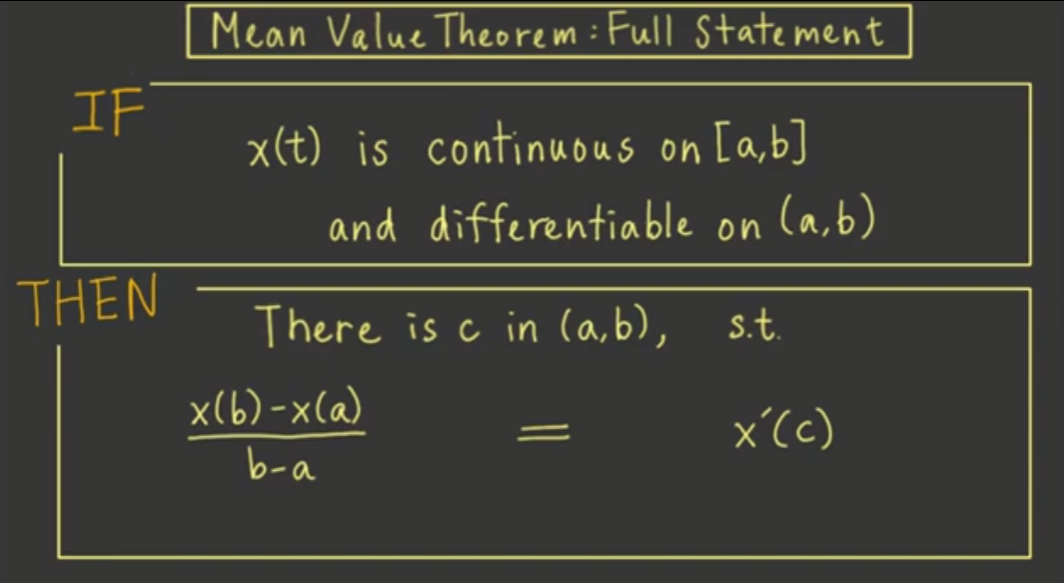 Mean Value Theorem: Full Statement
IF
x(t) is continuous on [a,b]
and differentiable on (a,b)
THEN
There is c in (a,b), s.t.
x(b)-x(a)
b-a
=
x′(c)